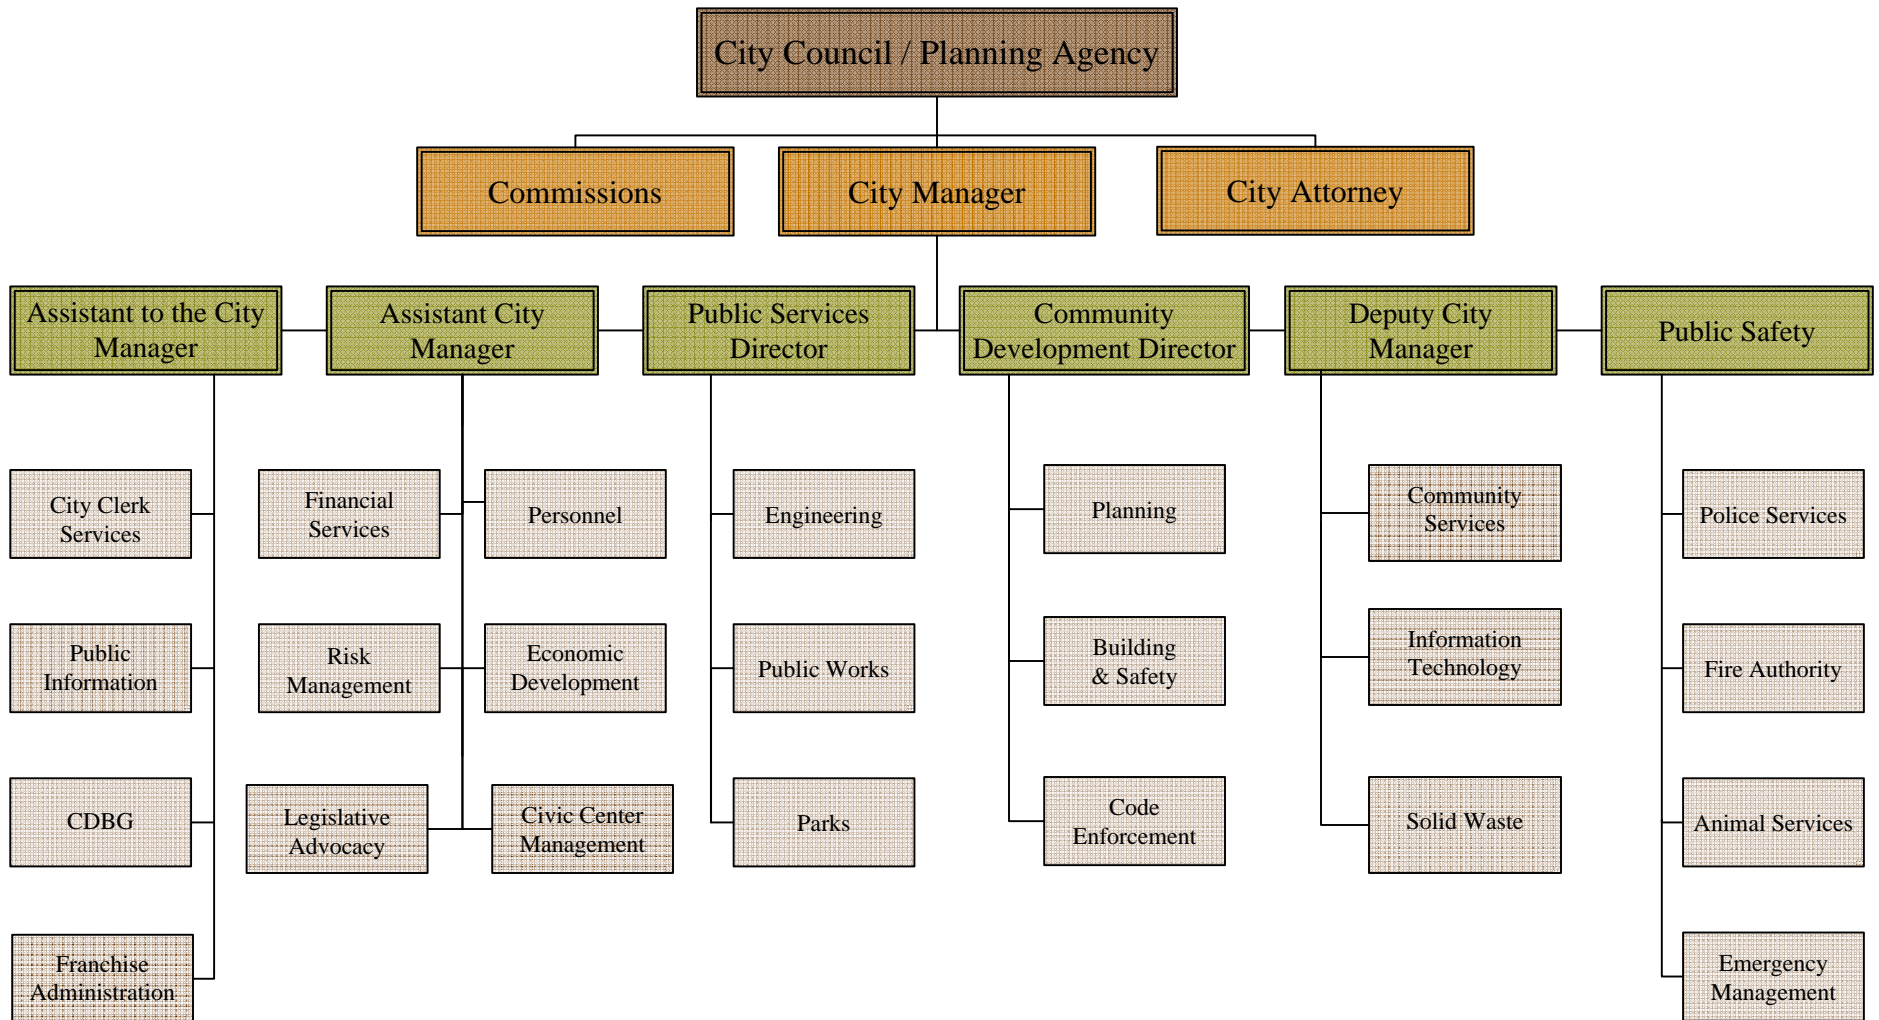 City Council / Planning Agency
Commissions
City Manager
City Attorney
Assistant to the City
Manager
Assistant City
Manager
Public Services
Director
Community
Development Director
Deputy City
Manager
Public Safety
City Clerk
Services
Financial
Services
Personnel
Engineering
Planning
Community
Services
Police Services
Public
Information
Risk
Management
Economic
Development
Public Works
Building
& Safety
Information
Technology
Fire Authority
CDBG
Legislative
Advocacy
Civic Center
Management
Parks
Code
Enforcement
Solid Waste
Animal Services
Franchise
Administration
Emergency
Management